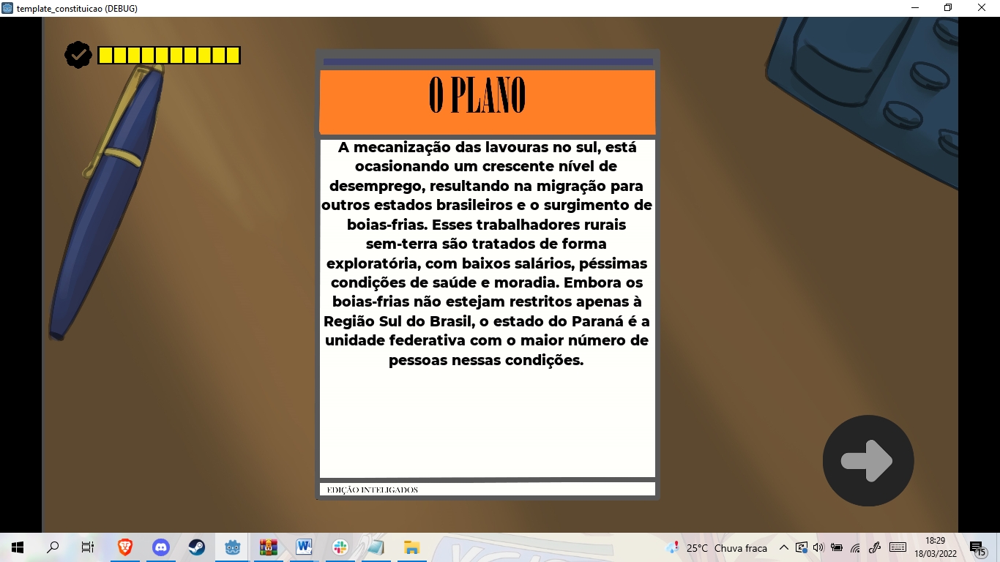 template_constituicao (DEBUG)
O PLANO
A mecanização das lavouras no sul, está
ocasionando um crescente nível de
desemprego, resultando na migração para
outros estados brasileiros e o surgimento de
boias-frias. Esses trabalhadores rurais
sem-terra são tratados de forma
exploratória, com baixos salários, péssimas
condições de saúde e moradia. Embora os
boias-frias não estejam restritos apenas à
Região Sul do Brasil, o estado do Paraná é a
unidade federativa com o maior número de
pessoas nessas condições.
EDIÇÃO INTELIGADOS
25°C Chuva fraca
18:29
18/03/2022
15